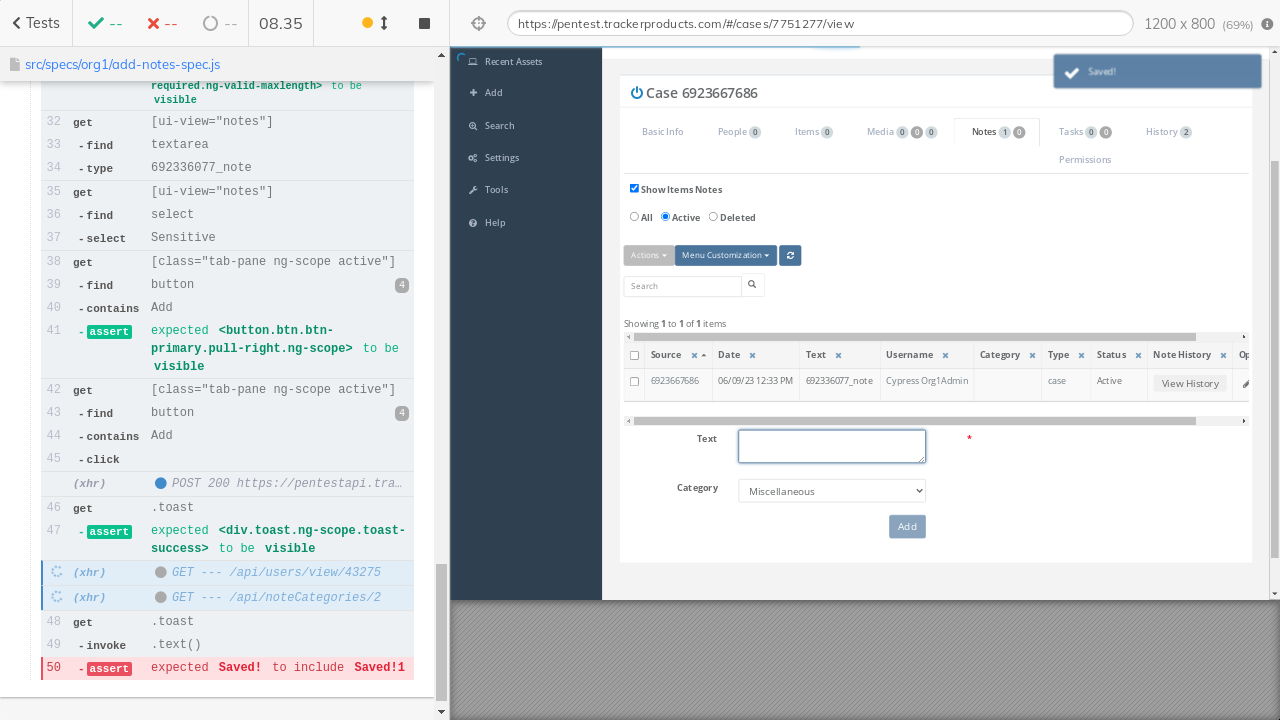 Tests
--
--
--
08.35
https://pentest.trackerproducts.com/#/cases/7751277/view
1200 x 800 (69%)
src/specs/org1/add-notes-spec.js
required.ng-valid-maxlength> to be
visible
32 get [ui-view="notes"]
33 - find textarea
34 - type 692336077_note
35 get [ui-view="notes"]
36 - find select
37 - select Sensitive
38 get [class="tab-pane ng-scope active"]
39 - find button 4
40 - contains Add
41 - assert expected <button.btn.btn-
primary.pull-right.ng-scope> to be
visible
42 get [class="tab-pane ng-scope active"]
43 - find button 4
44 - contains Add
45 - click
(xhr) POST 200 https://pentestapi.tra…
46 get .toast
47 - assert expected <div.toast.ng-scope.toast-
success> to be visible
(xhr) GET --- /api/users/view/43275
(xhr) GET --- /api/noteCategories/2
48 get .toast
49 - invoke .text()
50 - assert expected Saved! to include Saved!1
Recent Assets
Add
Search
Settings
Tools
Help
Saved!
Case 6923667686
Basic Info People 0 Items 0 Media 0 0 0 Notes 1 0 Tasks 0 0 History 2
Permissions
Show Items Notes
All Active Deleted
Actions Menu Customization
Search
Showing 1 to 1 of 1 items
Source Date Text Username Category Type Status Note History Op
6923667686 06/09/23 12:33 PM 692336077_note Cypress Org1Admin case Active View History
Text *
Category Miscellaneous
Add